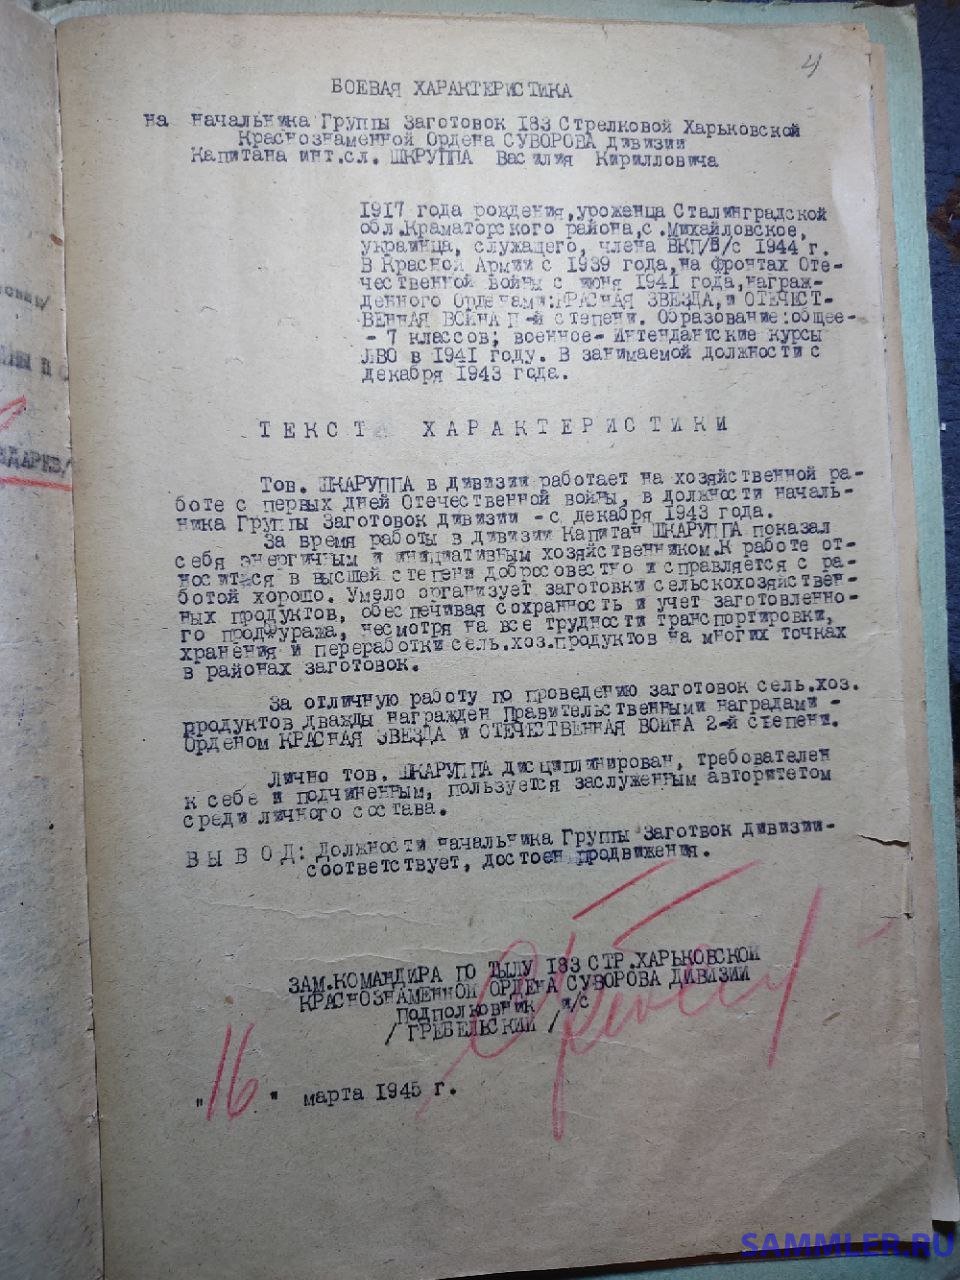 4
БОЕВАЯ ХАРАКТЕРИСТИКА
на начальника Группы Заготовок 183 Стрелковой Харьковской
Краснознаменной Ордена СУВОРОВА дивизии
Капитана инт.сл. ШКРУППА Василия Кирилловича
1917 года рождения, уроженца Сталинградской
обл.Краматорского района,с.Михайловское,
украинца, служащего, члена ВКП/б/с 1944 г.
В Красной Армии с 1939 года,на фронтах Оте-
чественной войны с июня 1941 года,награж-
денного Орденами:КРАСНАЯ ЗВЕЗДА,и ОТЕЧЕСТ-
ВЕННАЯ ВОЙНА П-й степени. Образование:общее-
- 7 классов; военное- Интендантские курсы
ЛВО в 1941 году. В занимаемой должности с
декабря 1943 года.
ТЕКСТ ХАРАКТЕРИСТИКИ
Тов. ШКАРУППА в дивизии работает на хозяйственной ра-
боте с первых дней Отечественной войны, в должности началь-
ника Группы Заготовок дивизии - с декабря 1943 года.
За время работы в дивизии Капитан ШКАРУППА показал
себя энергичным и инициативным хозяйственником.К работе от-
носиться в высшей степени добросовестно и справляется с ра-
ботой хорошо. Умело организует заготовки сельскохозяйствен-
ных продуктов, обеспечивая сохранность и учет заготовленно-
го продфуража, несмотря на все трудности транспортировки,
хранения и переработки сель.хоз.продуктов на многих точках
в районах заготовок.
За отличную работу по проведению заготовок сель.хоз.
продуктов дважды награжден Правительственными наградами -
Орденом КРАСНАЯ ЗВЕЗДА и ОТЕЧЕСТВЕННАЯ ВОЙНА 2-й степени.
Лично тов. ШКАРУППА дисциплинирован, требователен
к себе и подчиненным, пользуется заслуженным авторитетом
среди личного состава.
ВЫВОД: Должности начальника Группы Заготвок дивизии-
соответствует, достоен продвижения.
ЗАМ.КОМАНДИРА ПО ТЫЛУ 183 СТР.ХАРЬКОВСКОЙ
КРАСНОЗНАМЕННОЙ ОРДЕНА СУВОРОВА ДИВИЗИИ
Подполковник и/с
/ ГРЕБЕЛЬСКИЙ /
"16" марта 1945 г.
SAMMLER.RU